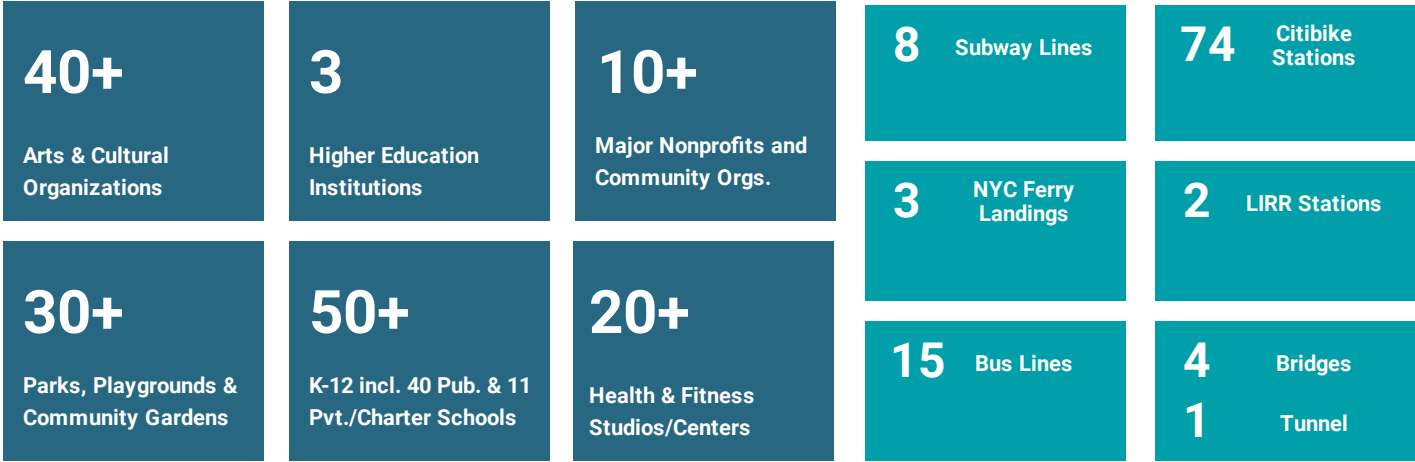 40+
Arts & Cultural
Organizations
3
Higher Education
Institutions
10+
Major Nonprofits and
Community Orgs.
30+
Parks, Playgrounds &
Community Gardens
50+
K-12 incl. 40 Pub. & 11
Pvt./Charter Schools
20+
Health & Fitness
Studios/Centers
8 Subway Lines
74 Citibike
Stations
3 NYC Ferry
Landings
2 LIRR Stations
15 Bus Lines
4 Bridges
1 Tunnel